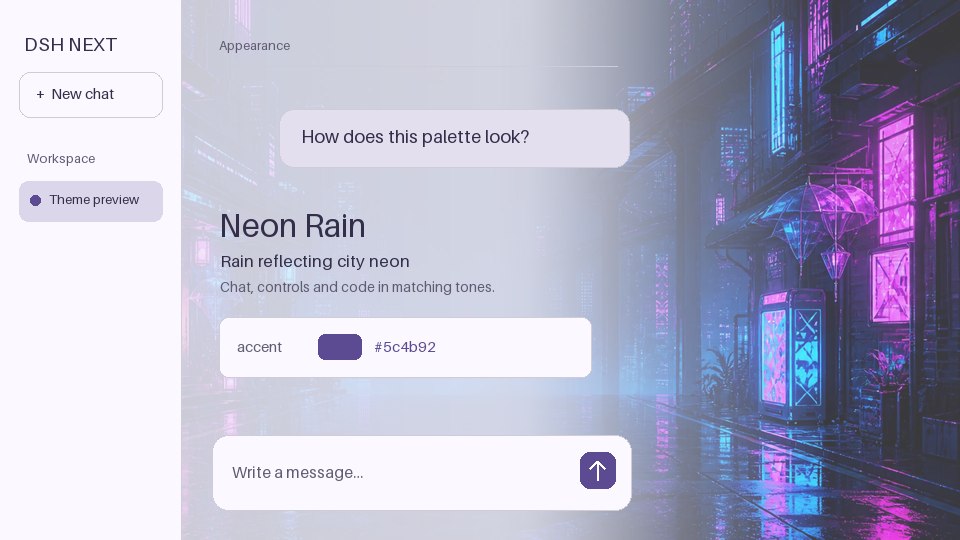 DSH NEXT
+ New chat
Workspace
Theme preview
Appearance
How does this palette look?
Neon Rain
Rain reflecting city neon
Chat, controls and code in matching tones.
accent #5c4b92
Write a message...